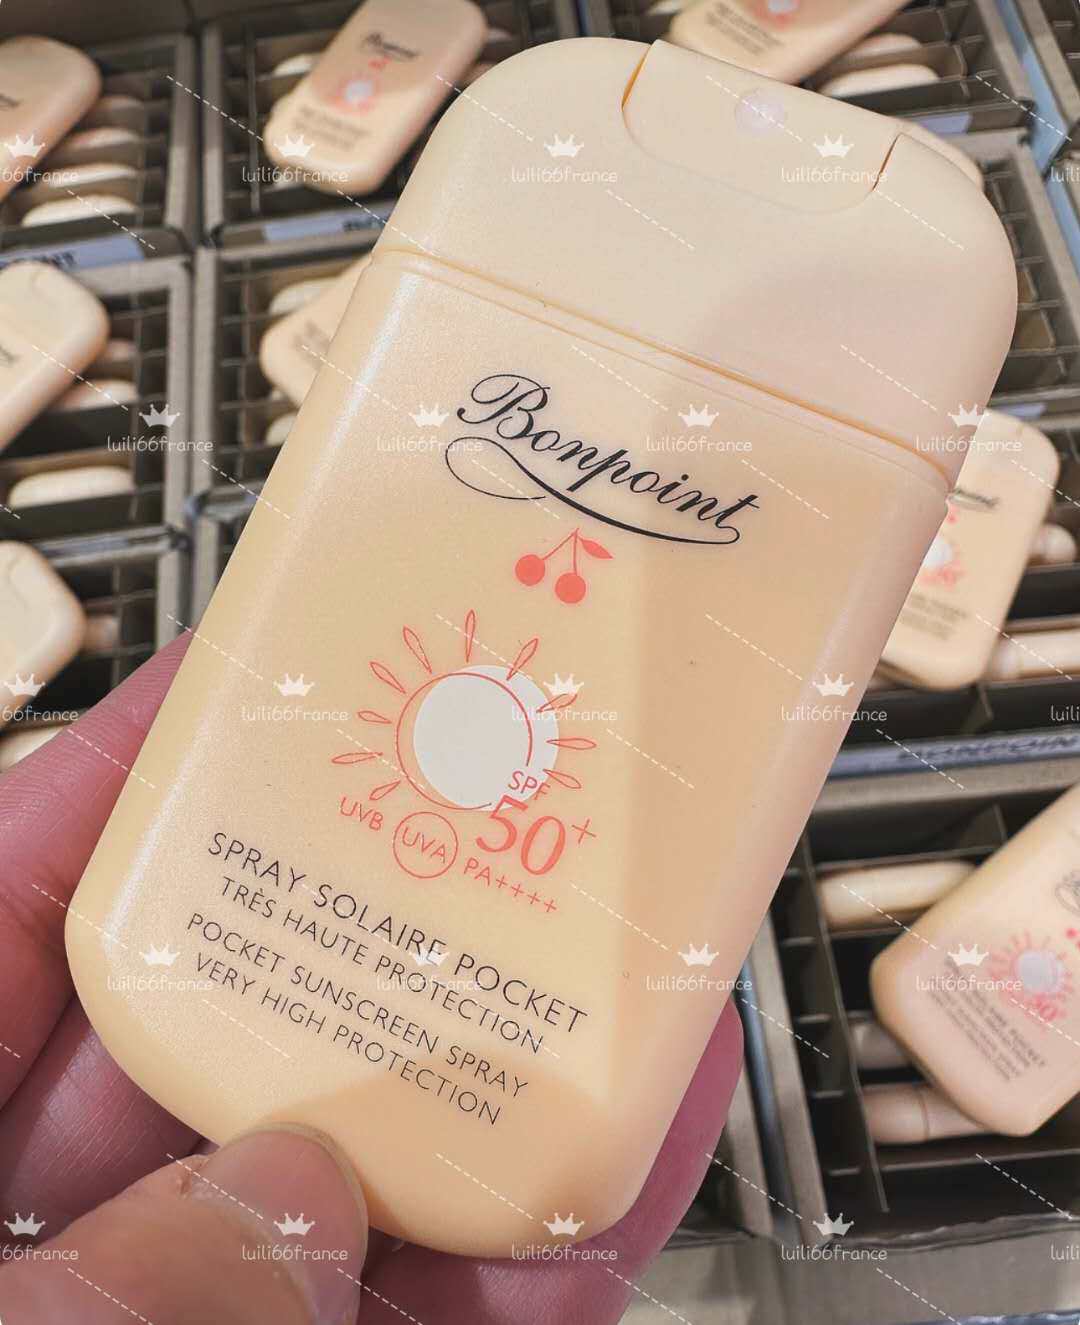 Bonpoint
SPF
50+
UVB
UVA
PA++++
SPRAY SOLAIRE POCKET
TRÈS HAUTE PROTECTION
POCKET SUNSCREEN SPRAY
VERY HIGH PROTECTION
luili66france